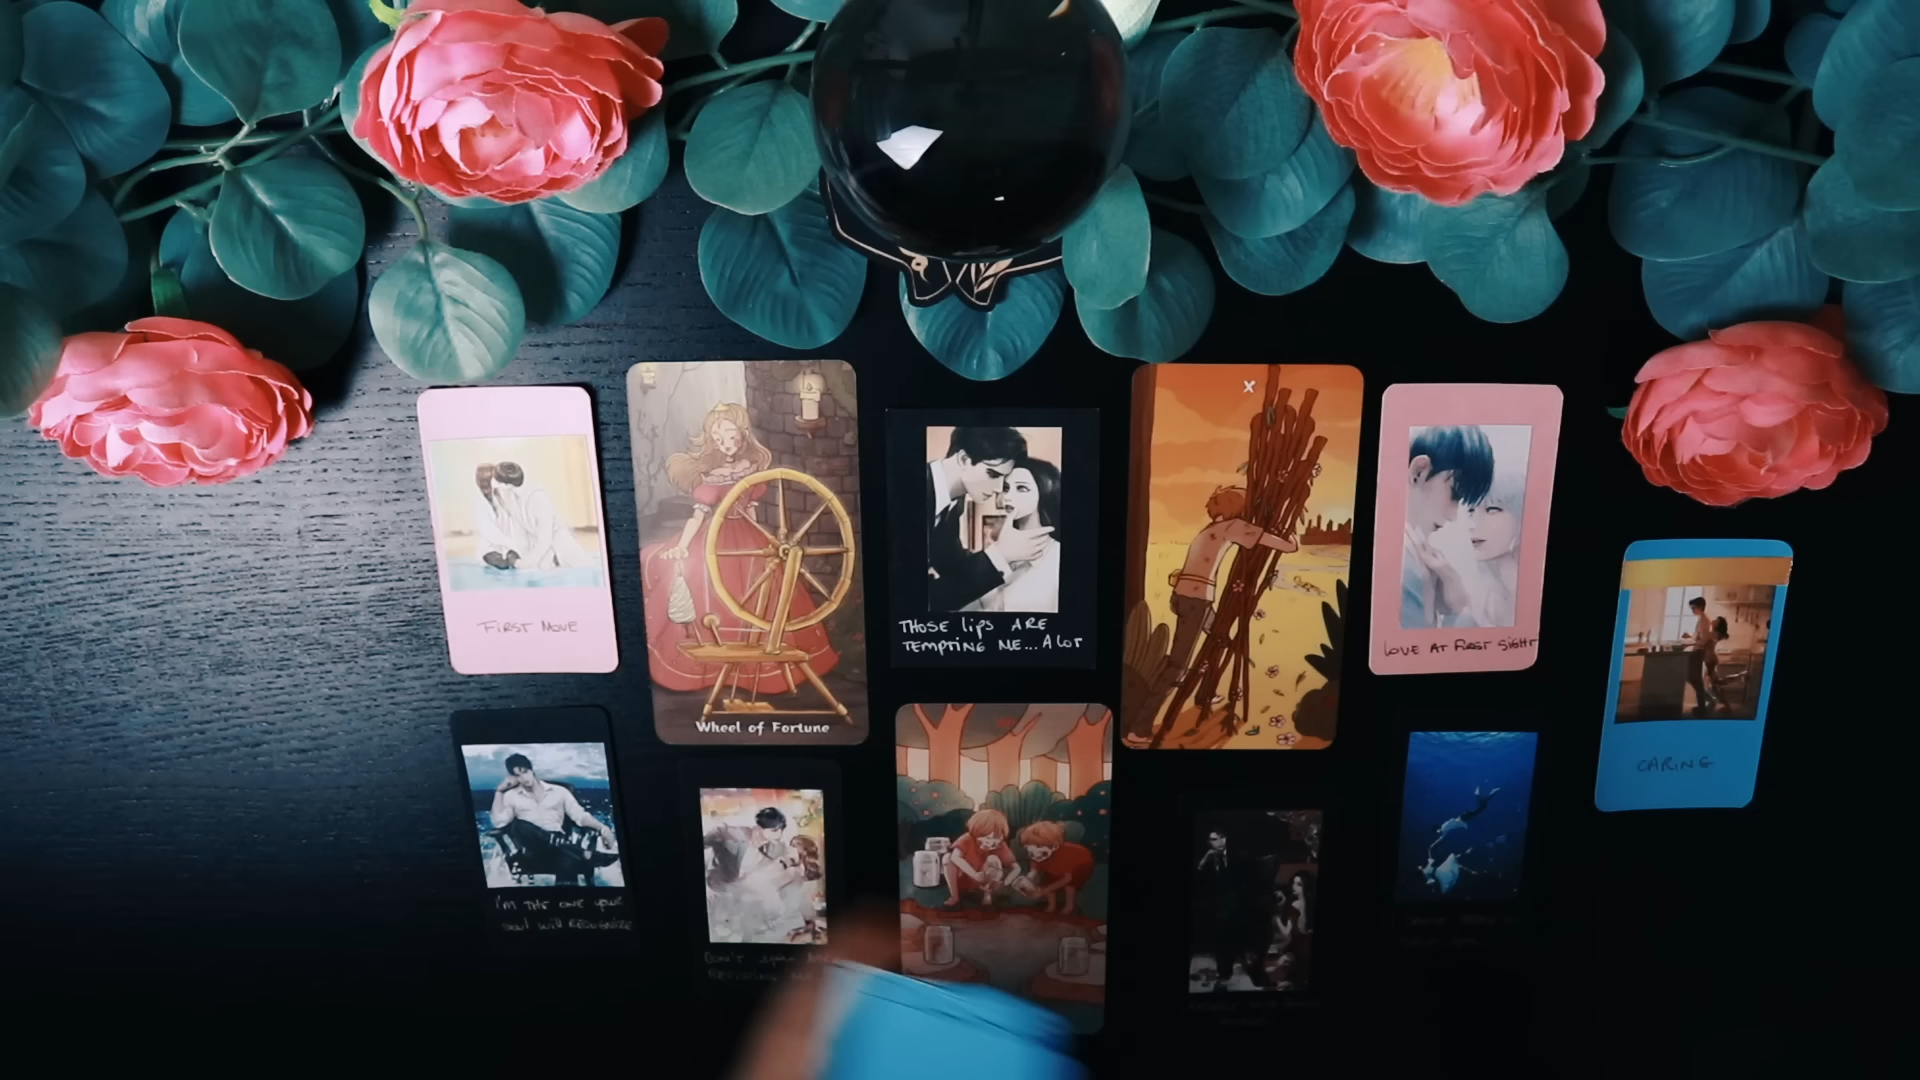 X
FIRST MOVE
Wheel of Fortune
THOSE lips ARE
TEMPTING ME... A LOT
LOVE AT FIRST SIGHT
CARING
I'M THE ONE YOUR
SOUL WILL RECOGNIZE
DON'T